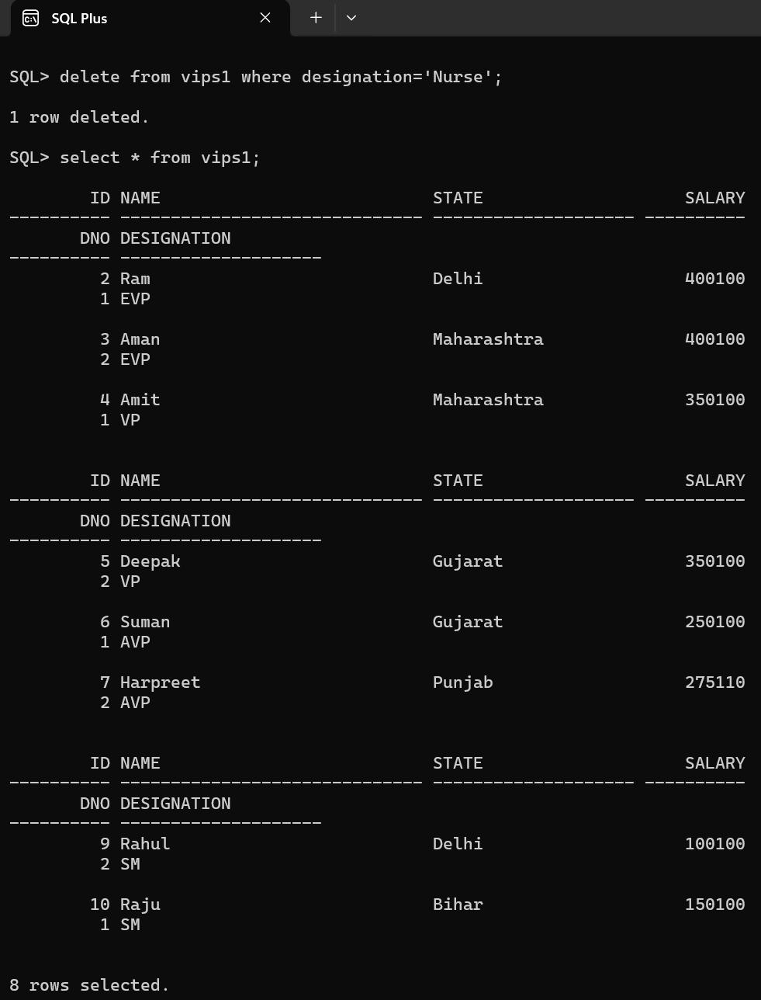 SQL Plus
SQL> delete from vips1 where designation='Nurse';
1 row deleted.
SQL> select * from vips1;
        ID NAME                           STATE                    SALARY
---------- ------------------------------ -------------------- ----------
       DNO DESIGNATION
---------- --------------------
         2 Ram                            Delhi                    400100
         1 EVP
         3 Aman                           Maharashtra              400100
         2 EVP
         4 Amit                           Maharashtra              350100
         1 VP
        ID NAME                           STATE                    SALARY
---------- ------------------------------ -------------------- ----------
       DNO DESIGNATION
---------- --------------------
         5 Deepak                         Gujarat                  350100
         2 VP
         6 Suman                          Gujarat                  250100
         1 AVP
         7 Harpreet                       Punjab                   275110
         2 AVP
        ID NAME                           STATE                    SALARY
---------- ------------------------------ -------------------- ----------
       DNO DESIGNATION
---------- --------------------
         9 Rahul                          Delhi                    100100
         2 SM
        10 Raju                           Bihar                    150100
         1 SM
8 rows selected.